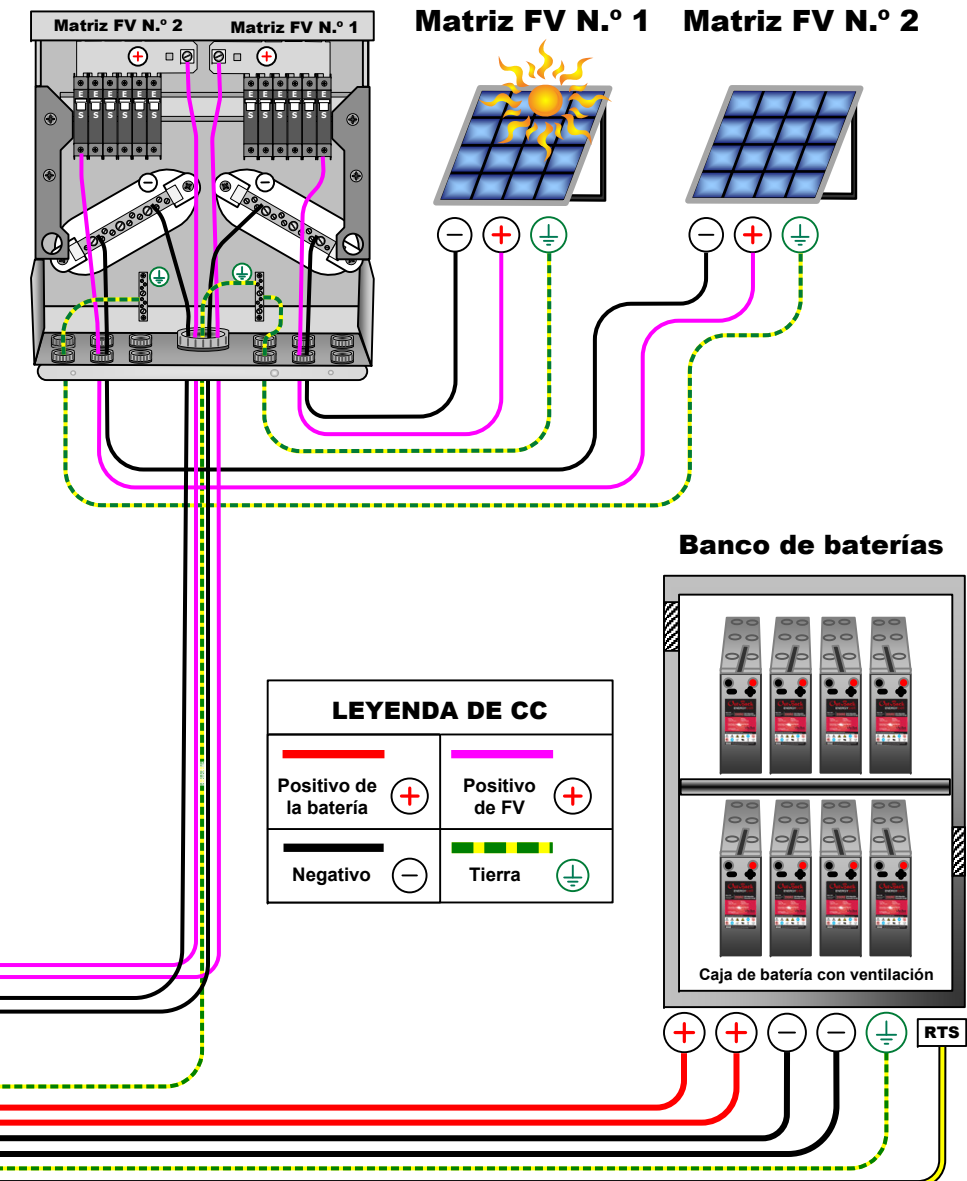 Matriz FV N.º 2
Matriz FV N.º 1
Matriz FV N.º 1
Matriz FV N.º 2
E E E E E E
S S S S S S
E E E E E E
S S S S S S
Banco de baterías
LEYENDA DE CC
Positivo de
la batería
Positivo
de FV
Negativo
Tierra
Caja de batería con ventilación
RTS